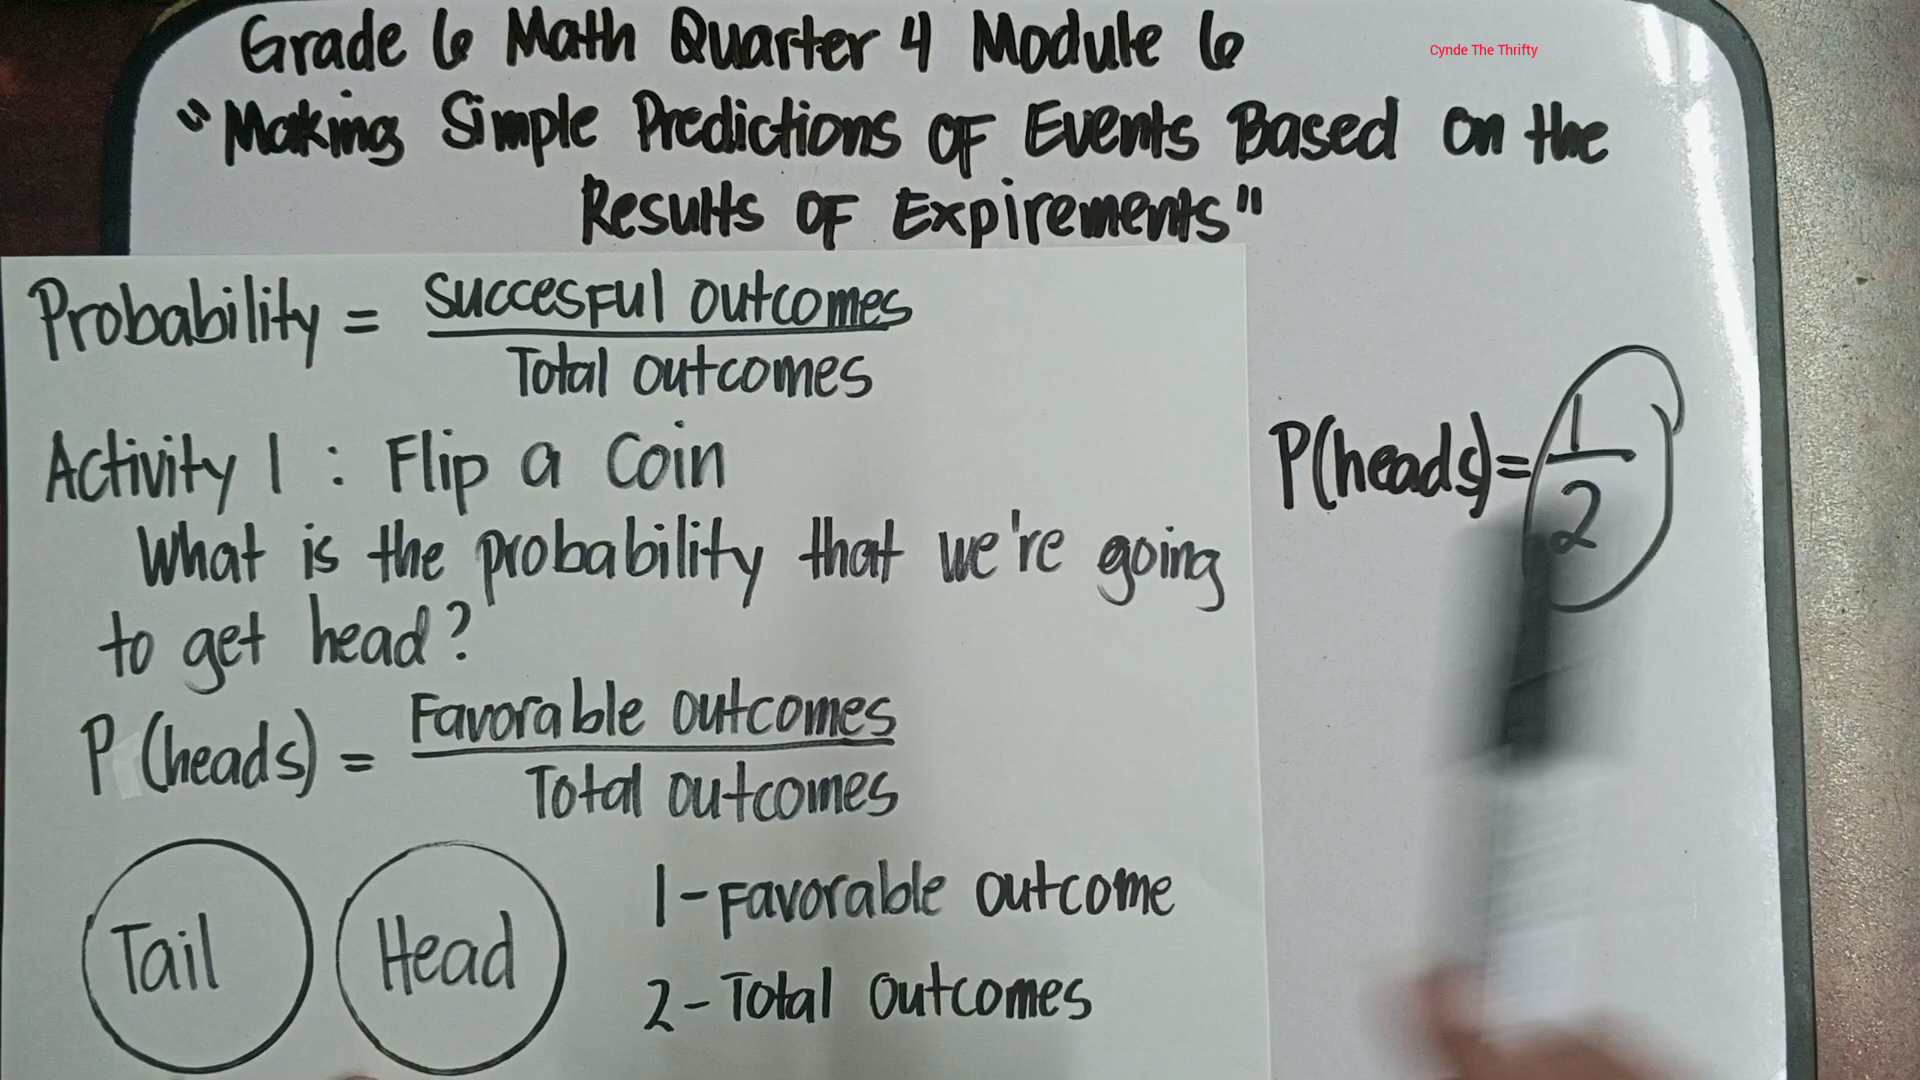 Grade 6 Math Quarter 4 Module 6
Cynde The Thrifty
"Making Simple Predictions OF Events Based on the
Results OF Expirements"
Probability = Succesful outcomes
Total outcomes
Activity 1 : Flip a Coin
What is the probability that we're going
to get head?
P (heads) = Favorable outcomes
Total outcomes
Tail
Head
1 - Favorable outcome
2 - Total Outcomes
P(heads) = 1
2